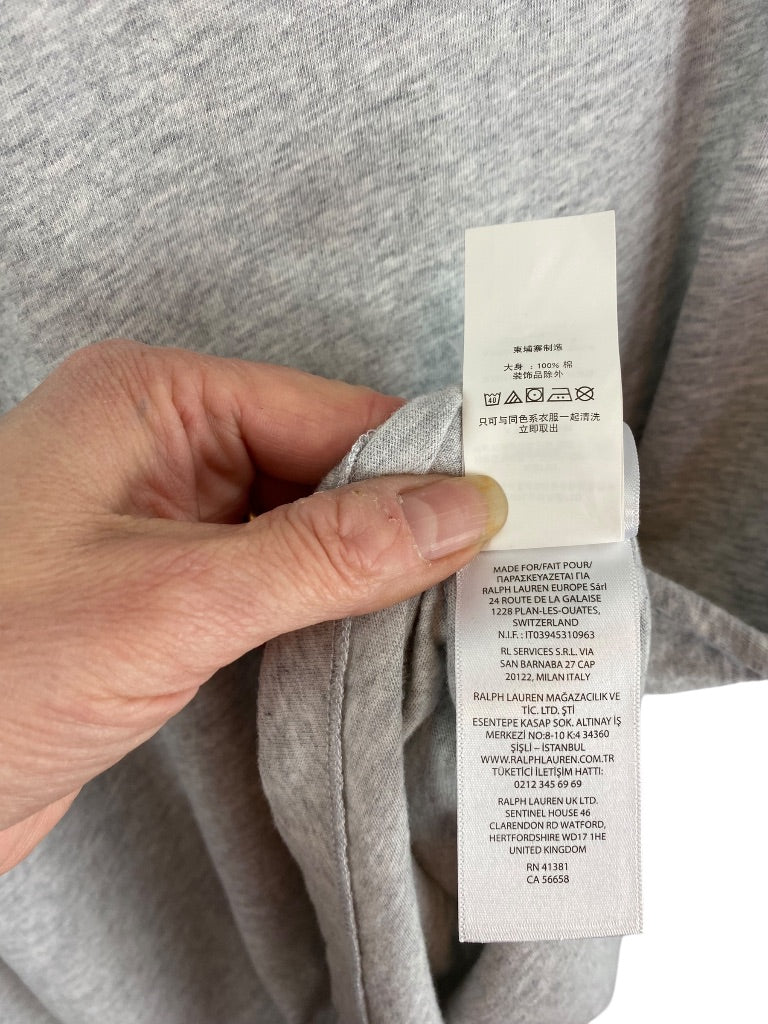 柬埔寨制造
大身 : 100% 棉
装饰品除外
40
只可与同色系衣服一起清洗
立即取出
MADE FOR/FAIT POUR/
ΠΑΡΑΣΚΕΥΑΖΕΤΑΙ ΓΙΑ
RALPH LAUREN EUROPE Sárl
24 ROUTE DE LA GALAISE
1228 PLAN-LES-OUATES,
SWITZERLAND
N.I.F.: IT03945310963
RL SERVICES S.R.L. VIA
SAN BARNABA 27 CAP
20122, MILAN ITALY
RALPH LAUREN MAĞAZACILIK VE
TİC. LTD. ŞTİ
ESENTEPE KASAP SOK. ALTINAY İŞ
MERKEZİ NO:8-10 K:4 34360
ŞİŞLİ – İSTANBUL
WWW.RALPHLAUREN.COM.TR
TÜKETİCİ İLETİŞİM HATTI:
0212 345 69 69
RALPH LAUREN UK LTD.
SENTINEL HOUSE 46
CLARENDON RD WATFORD,
HERTFORDSHIRE WD17 1HE
UNITED KINGDOM
RN 41381
CA 56658